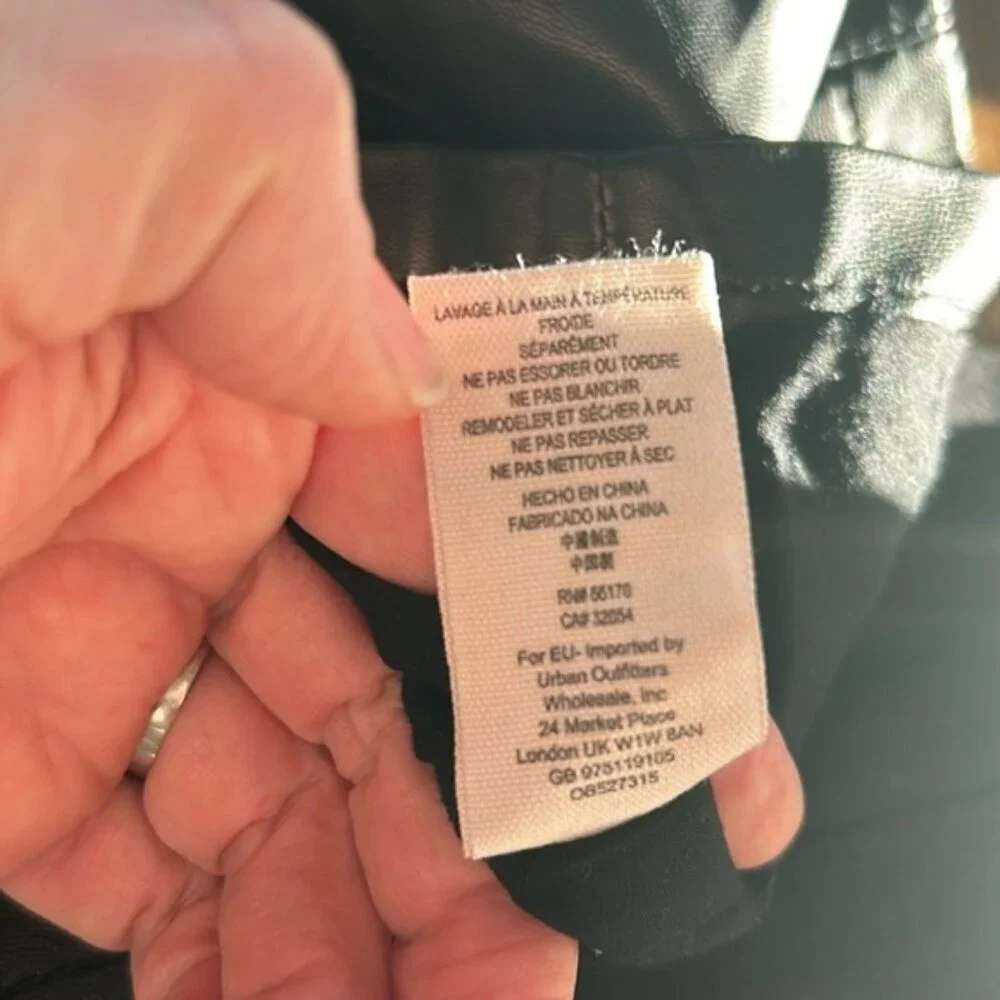 LAVAGE À LA MAIN À TEMPÉRATURE
FROIDE
SÉPARÉMENT
NE PAS ESSORER OU TORDRE
NE PAS BLANCHIR
REMODELER ET SÉCHER À PLAT
NE PAS REPASSER
NE PAS NETTOYER À SEC
HECHO EN CHINA
FABRICADO NA CHINA
中國制造
中国製
RN# 66170
CA# 32054
For EU- Imported by
Urban Outfitters
Wholesale, Inc
24 Market Place
London UK W1W 8AN
GB 975119105
OB527315